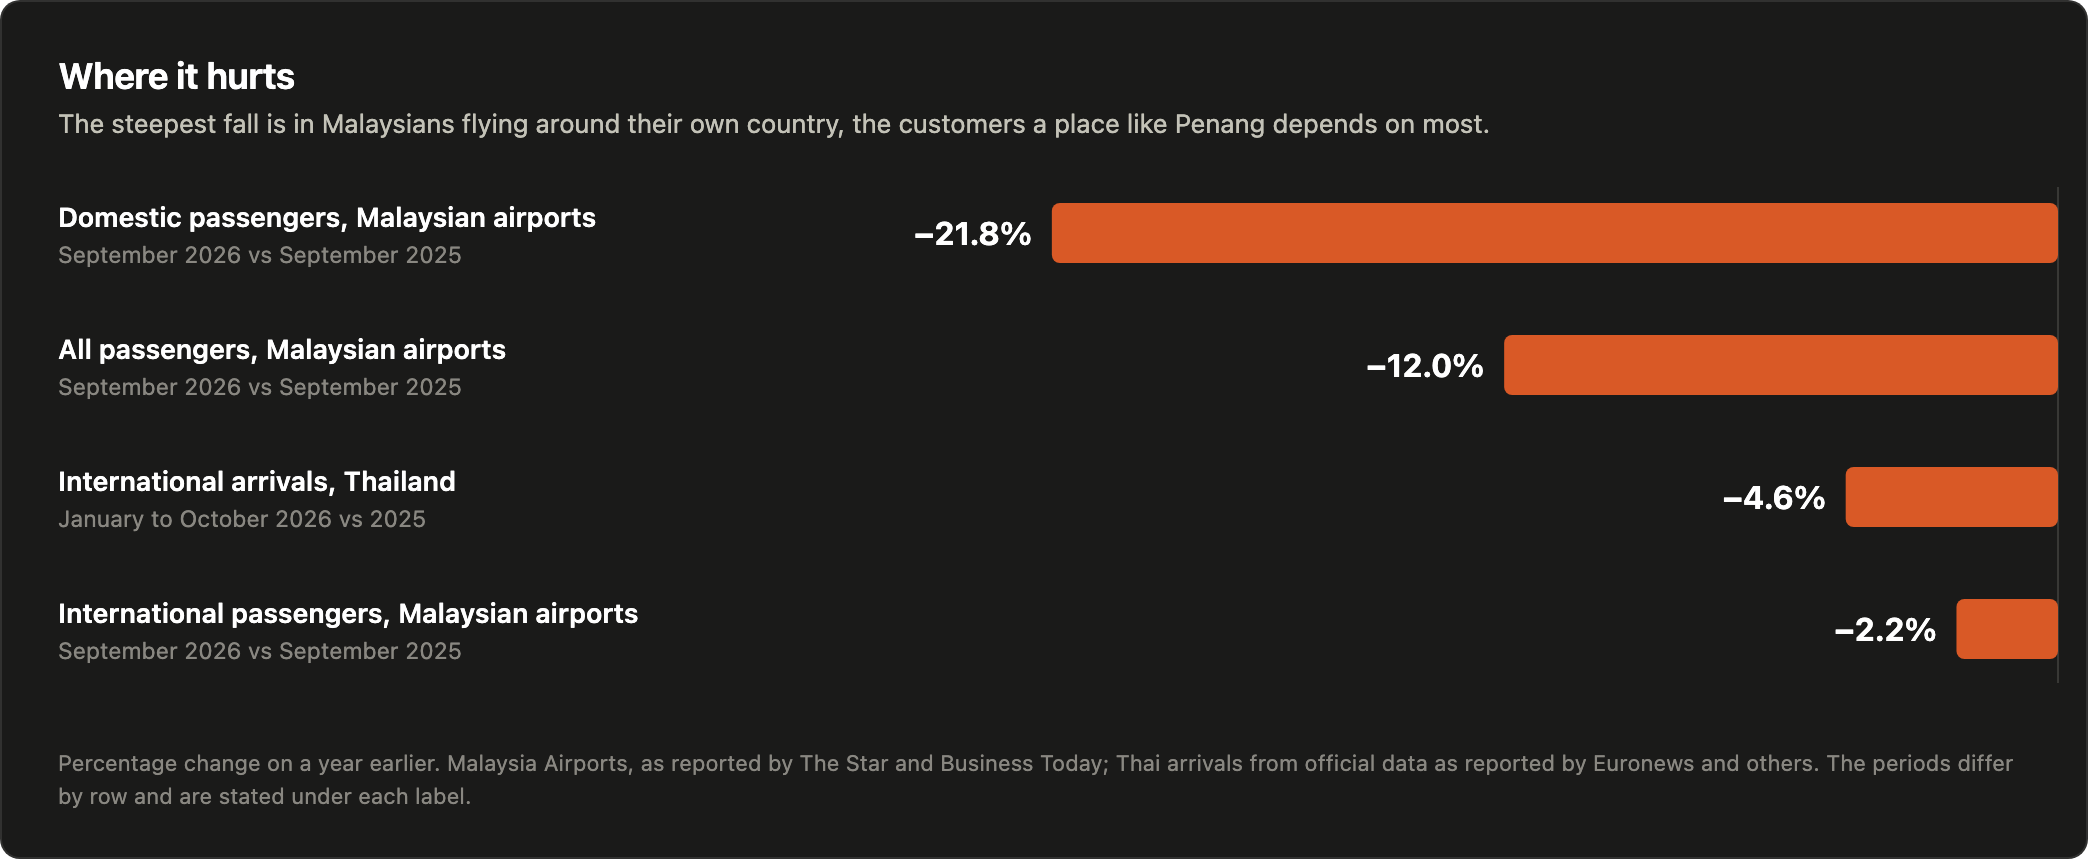 Where it hurts
The steepest fall is in Malaysians flying around their own country, the customers a place like Penang depends on most.
Domestic passengers, Malaysian airports
September 2026 vs September 2025
−21.8%
All passengers, Malaysian airports
September 2026 vs September 2025
−12.0%
International arrivals, Thailand
January to October 2026 vs 2025
−4.6%
International passengers, Malaysian airports
September 2026 vs September 2025
−2.2%
Percentage change on a year earlier. Malaysia Airports, as reported by The Star and Business Today; Thai arrivals from official data as reported by Euronews and others. The periods differ
by row and are stated under each label.